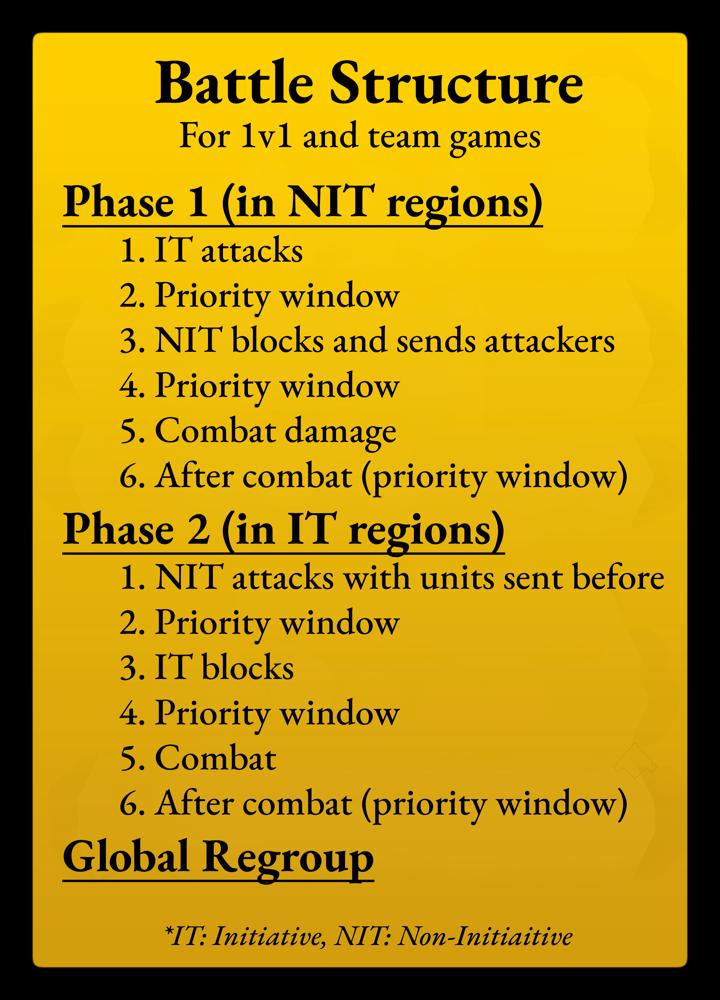 Battle Structure
For 1v1 and team games
Phase 1 (in NIT regions)
1. IT attacks
2. Priority window
3. NIT blocks and sends attackers
4. Priority window
5. Combat damage
6. After combat (priority window)
Phase 2 (in IT regions)
1. NIT attacks with units sent before
2. Priority window
3. IT blocks
4. Priority window
5. Combat
6. After combat (priority window)
Global Regroup
*IT: Initiative, NIT: Non-Initiaitive